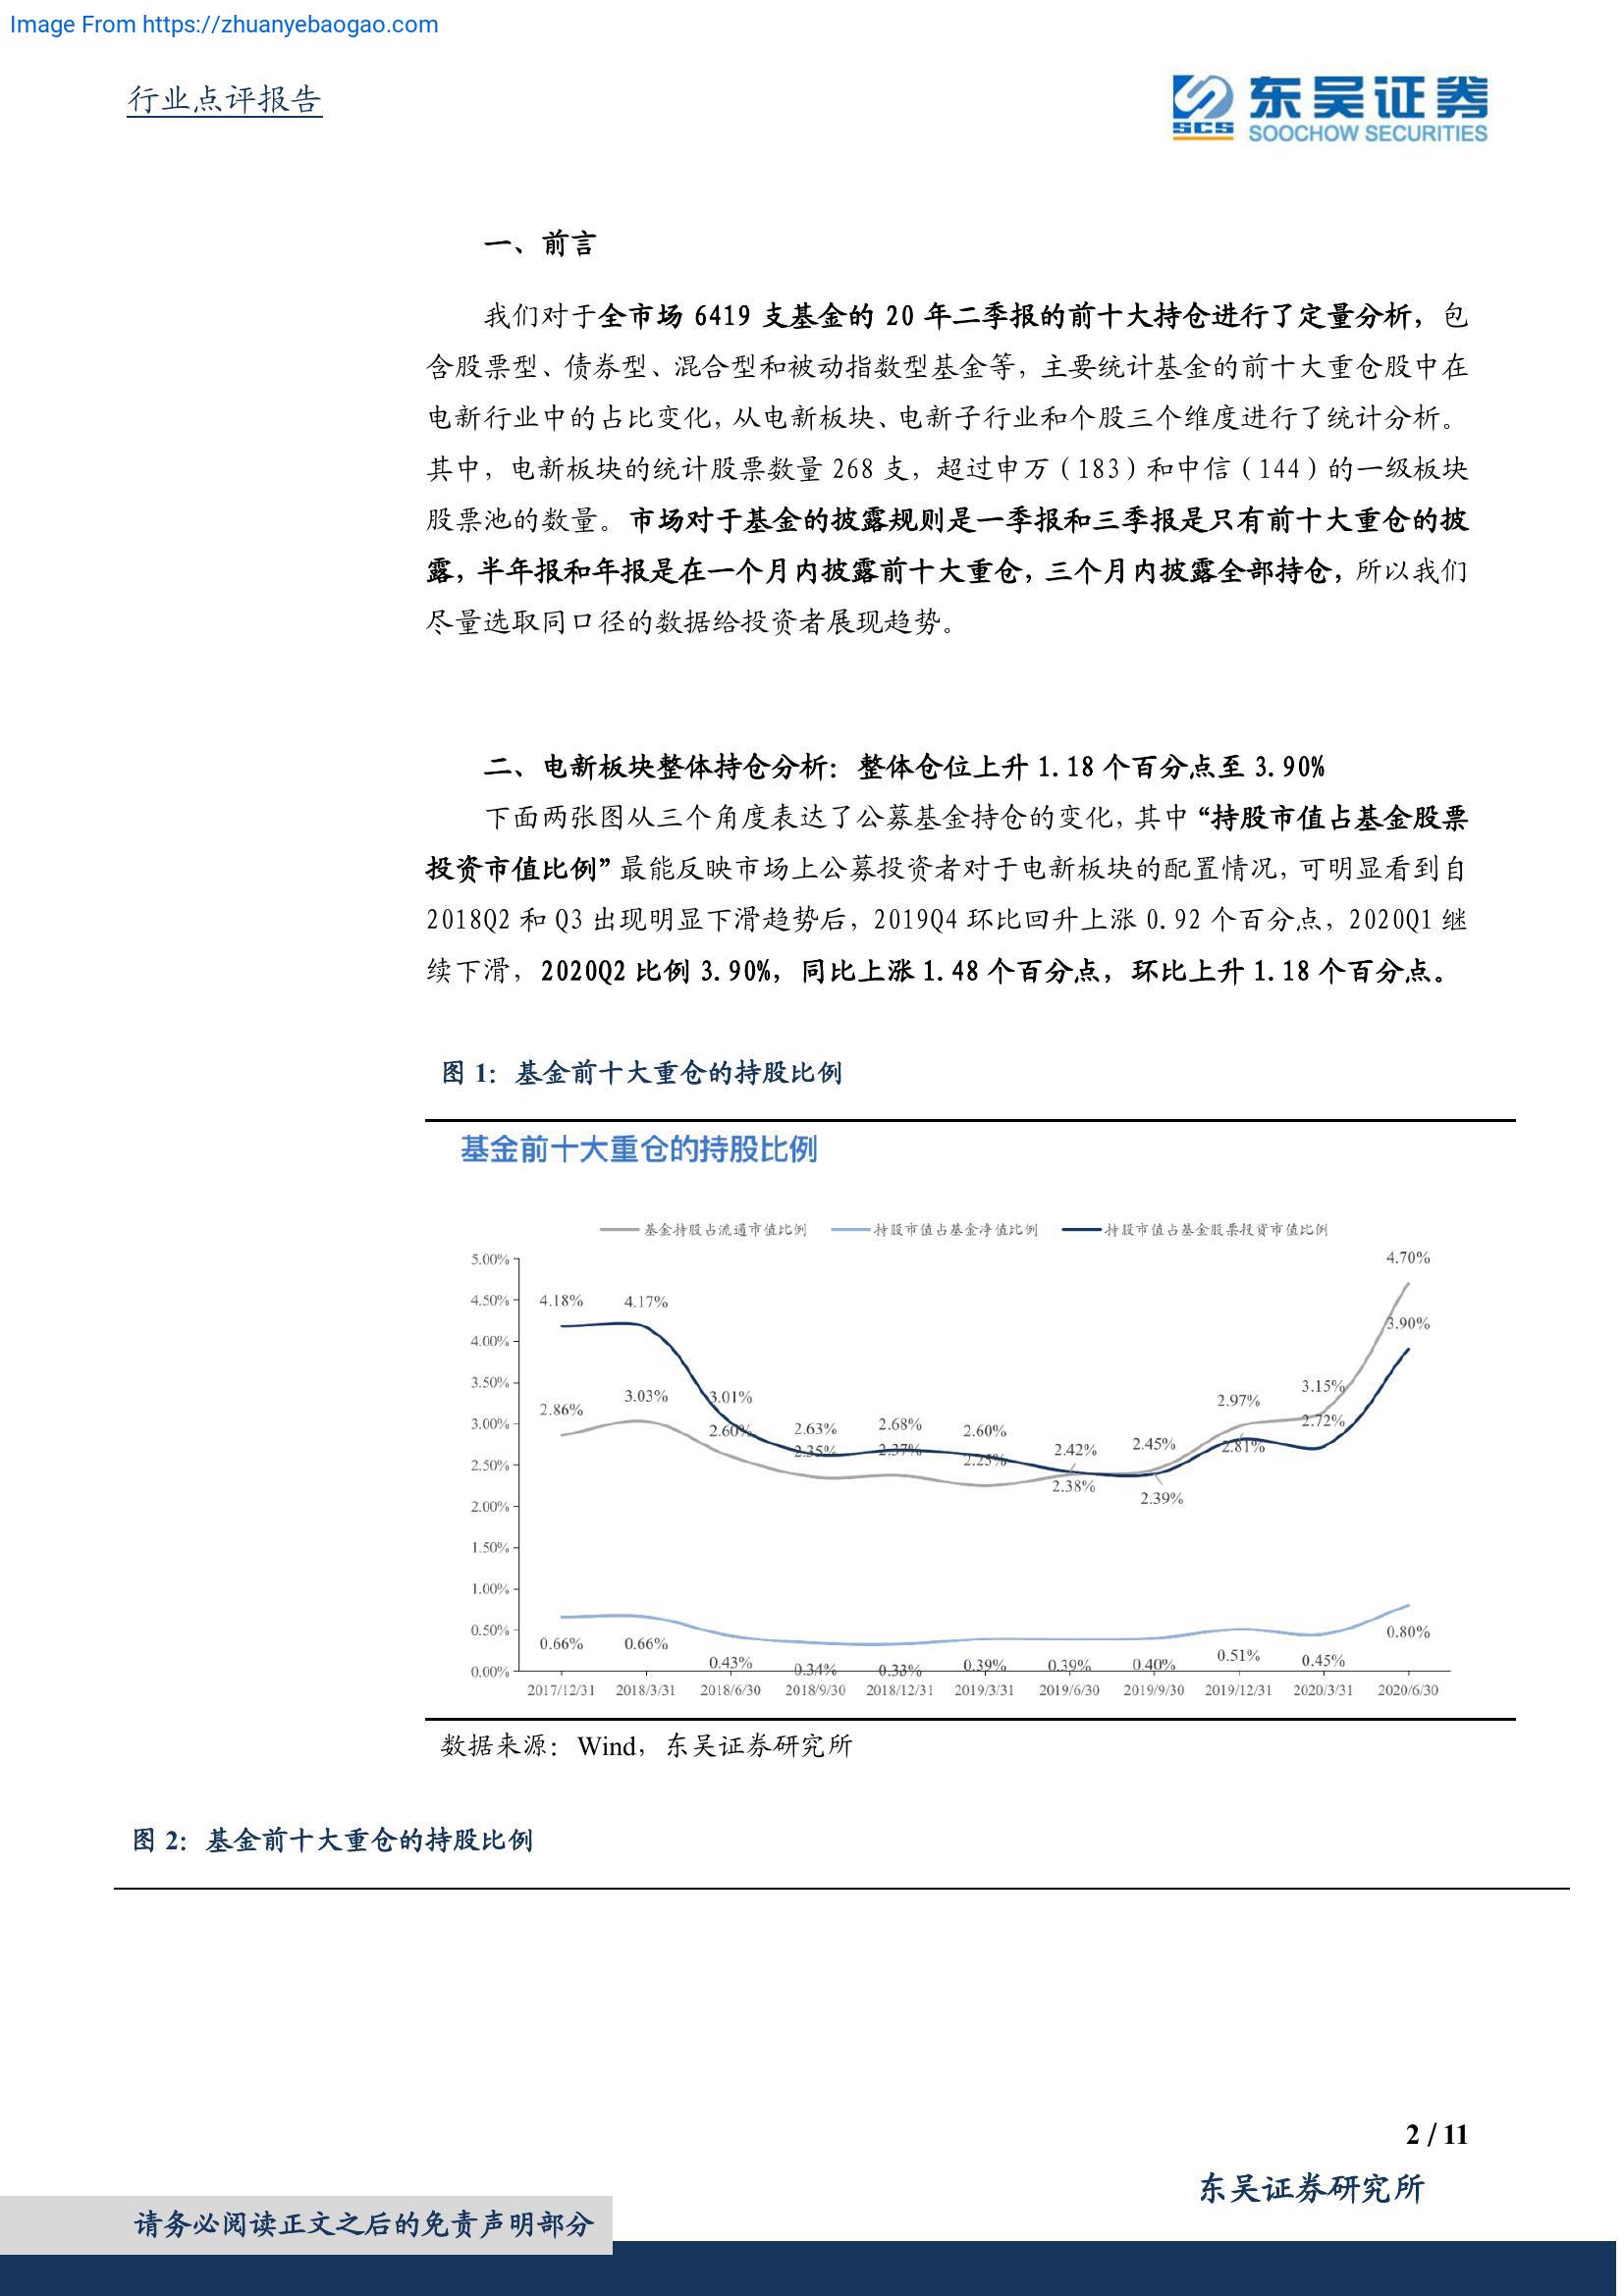 Image From https://zhuanyebaogao.com
行业点评报告
SCS
东吴证券
SOOCHOW SECURITIES
一、前言
我们对于全市场 6419 支基金的 20 年二季报的前十大持仓进行了定量分析，包
含股票型、债券型、混合型和被动指数型基金等，主要统计基金的前十大重仓股中在
电新行业中的占比变化，从电新板块、电新子行业和个股三个维度进行了统计分析。
其中，电新板块的统计股票数量 268 支，超过申万（183）和中信（144）的一级板块
股票池的数量。市场对于基金的披露规则是一季报和三季报是只有前十大重仓的披
露，半年报和年报是在一个月内披露前十大重仓，三个月内披露全部持仓，所以我们
尽量选取同口径的数据给投资者展现趋势。
二、电新板块整体持仓分析：整体仓位上升 1.18 个百分点至 3.90%
下面两张图从三个角度表达了公募基金持仓的变化，其中“持股市值占基金股票
投资市值比例”最能反映市场上公募投资者对于电新板块的配置情况，可明显看到自
2018Q2 和 Q3 出现明显下滑趋势后，2019Q4 环比回升上涨 0.92 个百分点，2020Q1 继
续下滑，2020Q2 比例 3.90%，同比上涨 1.48 个百分点，环比上升 1.18 个百分点。
图 1：基金前十大重仓的持股比例
基金前十大重仓的持股比例
基金持股占流通市值比例 持股市值占基金净值比例 持股市值占基金股票投资市值比例
5.00% 4.70%
4.50% 4.18% 4.17%
4.00% 3.90%
3.50% 3.15%
2.86% 3.03% 3.01% 2.97%
3.00% 2.60% 2.63% 2.68% 2.60% 2.72%
2.35% 2.37% 2.25% 2.42% 2.45% 2.81%
2.50%
2.38% 2.39%
2.00%
1.50%
1.00%
0.50%
0.66% 0.66% 0.43% 0.34% 0.33% 0.39% 0.39% 0.40% 0.51% 0.45% 0.80%
0.00%
2017/12/31 2018/3/31 2018/6/30 2018/9/30 2018/12/31 2019/3/31 2019/6/30 2019/9/30 2019/12/31 2020/3/31 2020/6/30
数据来源：Wind，东吴证券研究所
图 2：基金前十大重仓的持股比例
2 / 11
东吴证券研究所
请务必阅读正文之后的免责声明部分